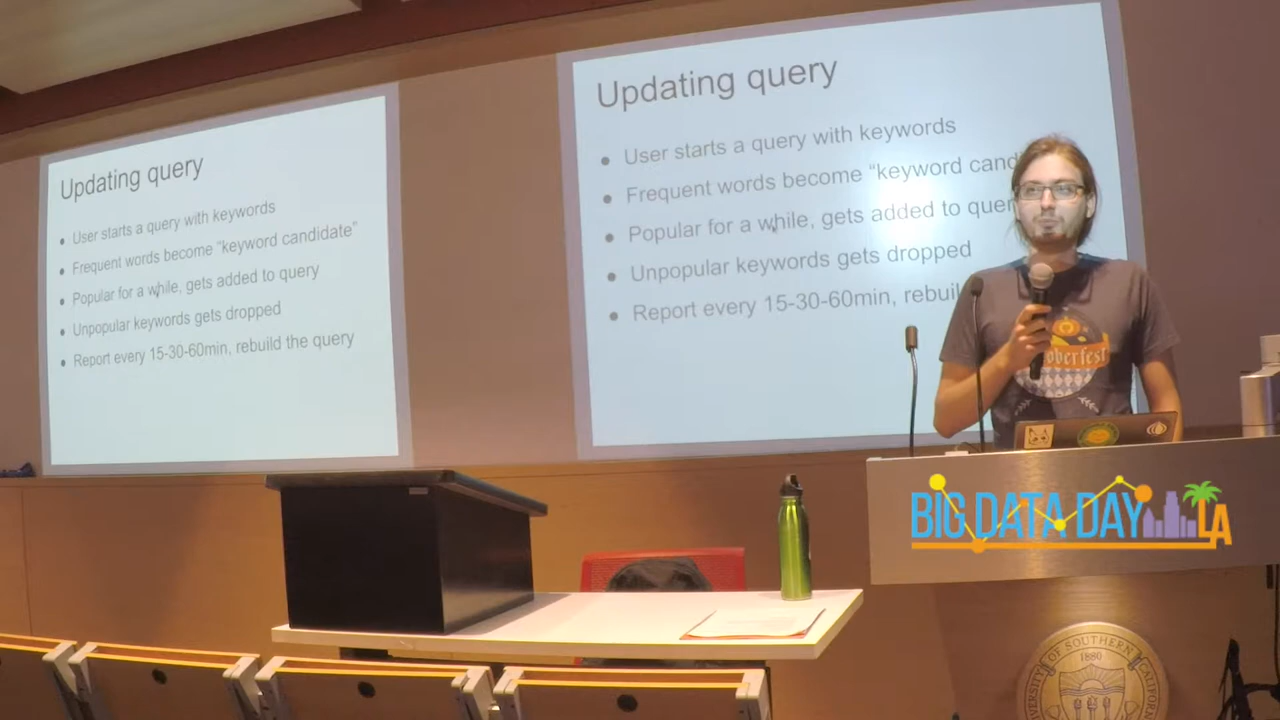 Updating query
User starts a query with keywords
Frequent words become “keyword candidate”
Popular for a while, gets added to query
Unpopular keywords gets dropped
Report every 15-30-60min, rebuild the query
Updating query
User starts a query with keywords
Frequent words become “keyword
Popular for a while, gets added to
Unpopular keywords gets dropped
Report every 15-30-60min,
BIG DATA DAY LA
OF SOUTHERN
1880